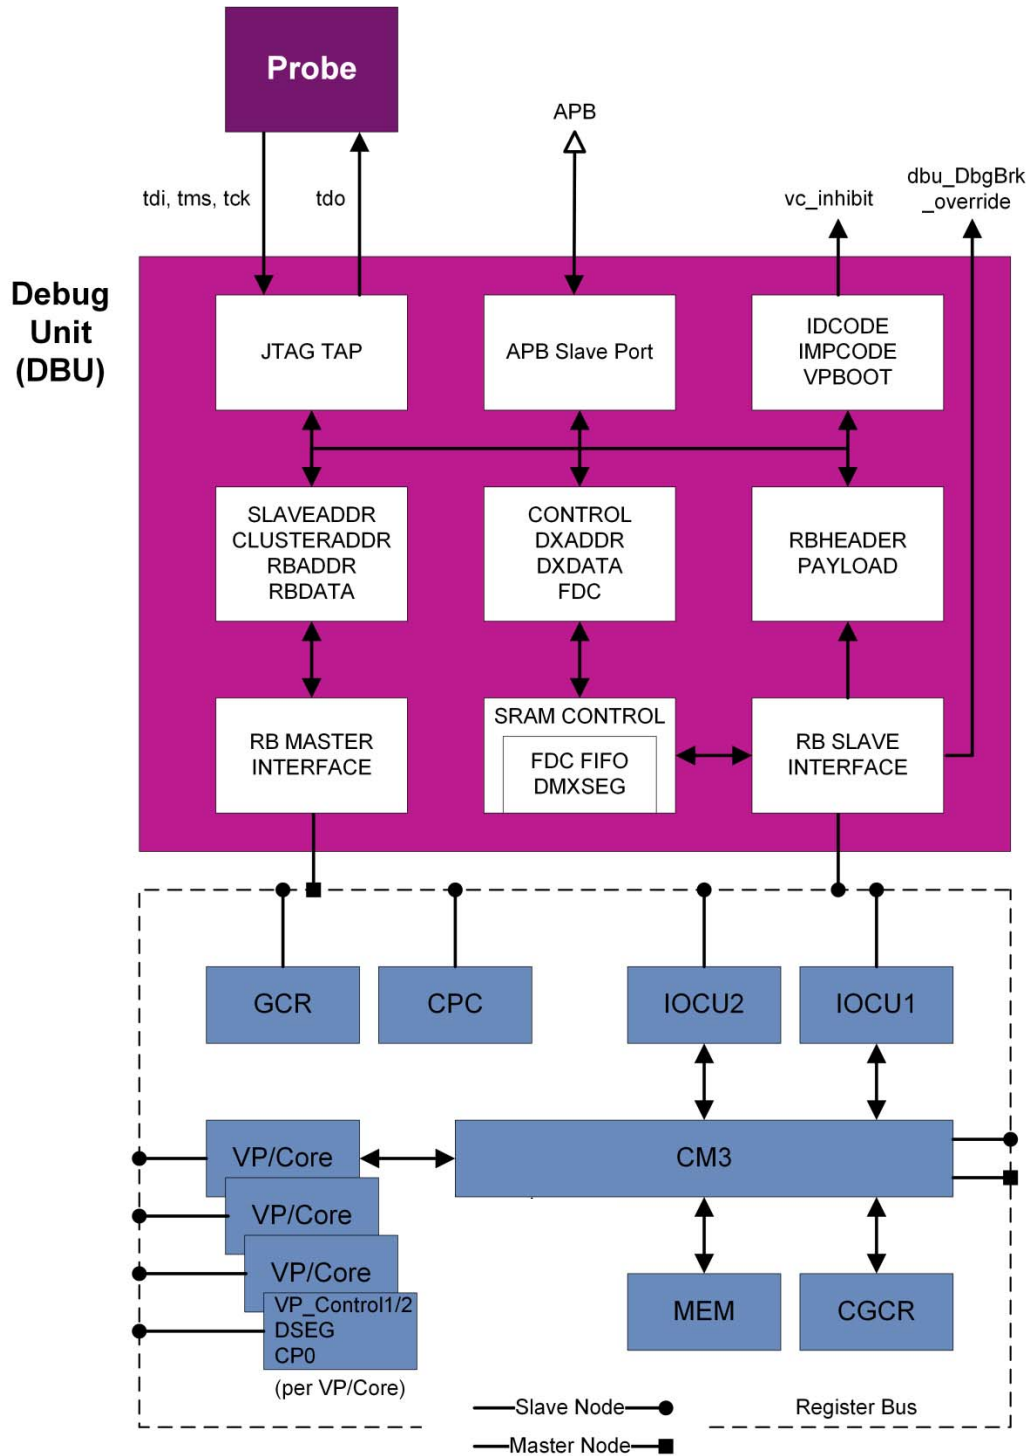 Probe
APB
tdi, tms, tck
tdo
vc_inhibit
dbu_DbgBrk
_override
Debug
Unit
(DBU)
JTAG TAP
APB Slave Port
IDCODE
IMPCODE
VPBOOT
SLAVEADDR
CLUSTERADDR
RBADDR
RBDATA
CONTROL
DXADDR
DXDATA
FDC
RBHEADER
PAYLOAD
RB MASTER
INTERFACE
SRAM CONTROL
FDC FIFO
DMXSEG
RB SLAVE
INTERFACE
GCR
CPC
IOCU2
IOCU1
VP/Core
CM3
VP/Core
VP/Core
VP_Control1/2
DSEG
CP0
(per VP/Core)
MEM
CGCR
Slave Node
Register Bus
Master Node